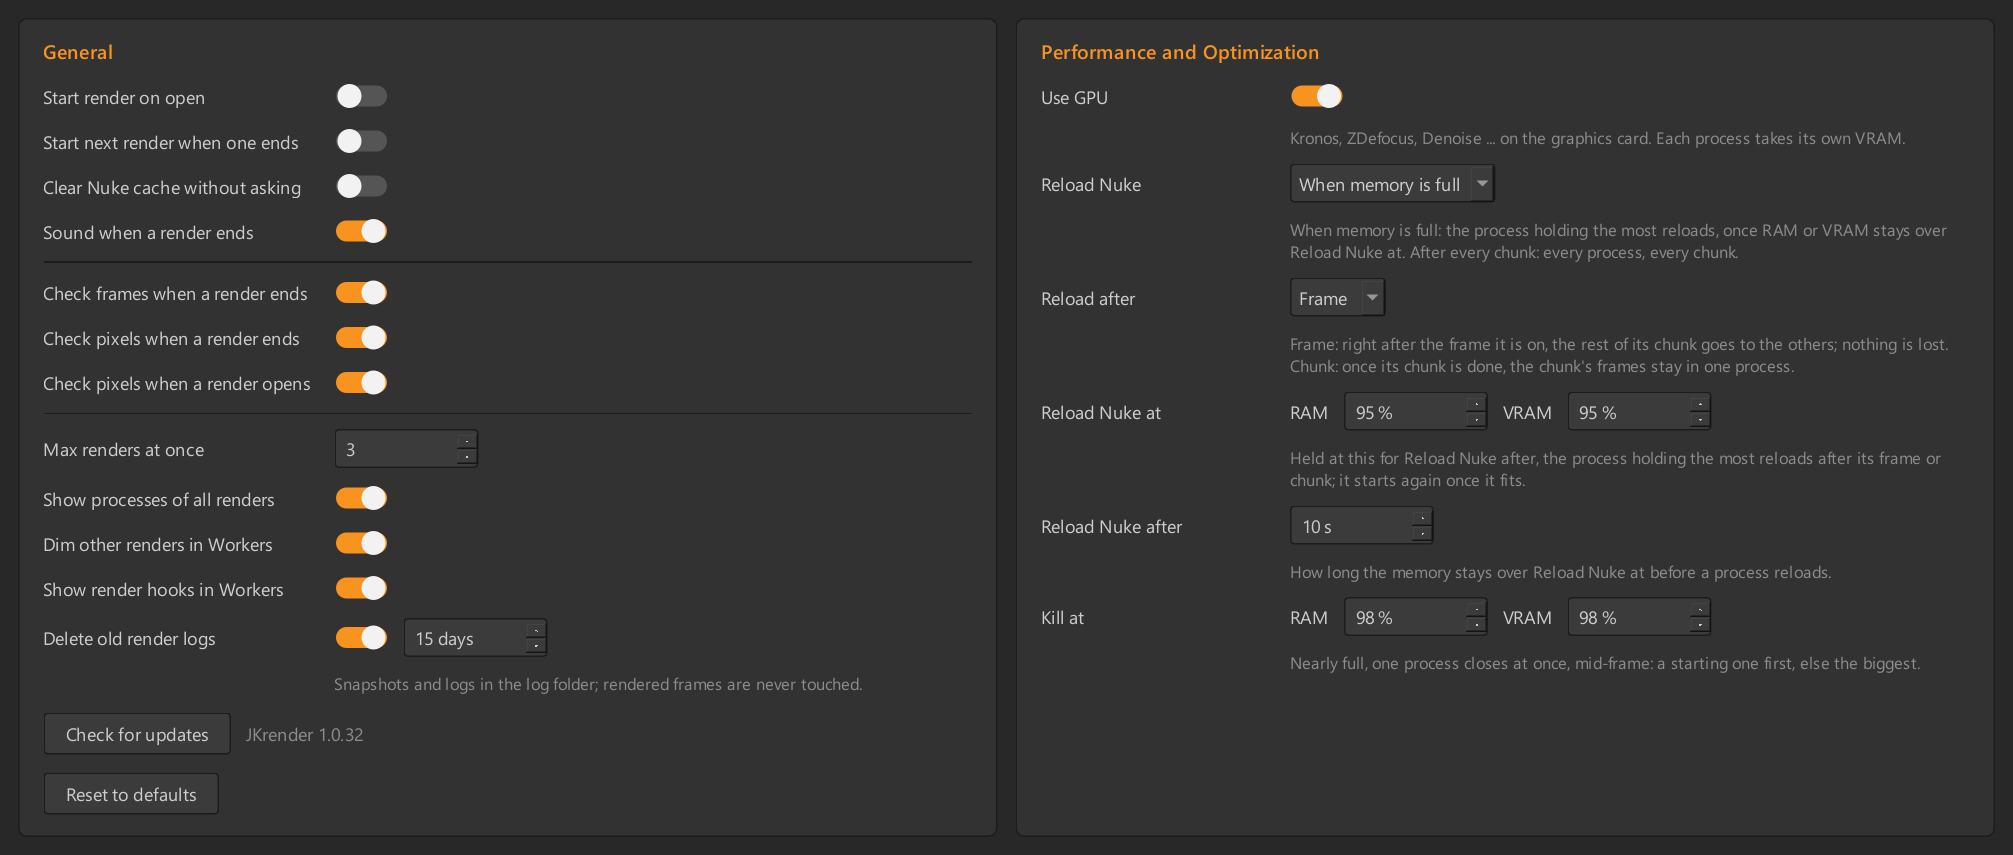 General
Start render on open
Start next render when one ends
Clear Nuke cache without asking
Sound when a render ends
Check frames when a render ends
Check pixels when a render ends
Check pixels when a render opens
Max renders at once
3
Show processes of all renders
Dim other renders in Workers
Show render hooks in Workers
Delete old render logs
15 days
Snapshots and logs in the log folder; rendered frames are never touched.
Check for updates
JKrender 1.0.32
Reset to defaults
Performance and Optimization
Use GPU
Kronos, ZDefocus, Denoise ... on the graphics card. Each process takes its own VRAM.
Reload Nuke
When memory is full
When memory is full: the process holding the most reloads, once RAM or VRAM stays over
Reload Nuke at. After every chunk: every process, every chunk.
Reload after
Frame
Frame: right after the frame it is on, the rest of its chunk goes to the others; nothing is lost.
Chunk: once its chunk is done, the chunk's frames stay in one process.
Reload Nuke at
RAM
95 %
VRAM
95 %
Held at this for Reload Nuke after, the process holding the most reloads after its frame or
chunk; it starts again once it fits.
Reload Nuke after
10 s
How long the memory stays over Reload Nuke at before a process reloads.
Kill at
RAM
98 %
VRAM
98 %
Nearly full, one process closes at once, mid-frame: a starting one first, else the biggest.